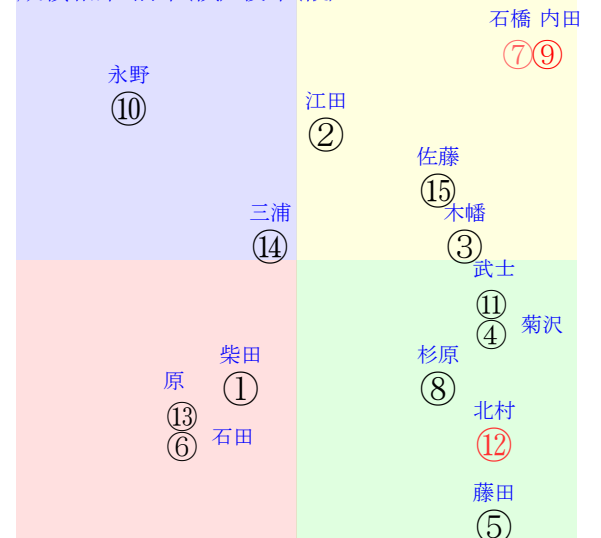 石橋 内田
⑦⑨
永野
⑩
江田
②
佐藤
⑮
木幡
③
三浦
⑭
武士
⑪
④ 菊沢
柴田
①
杉原
⑧
原
⑬
⑥ 石田
北村
⑫
藤田
⑤